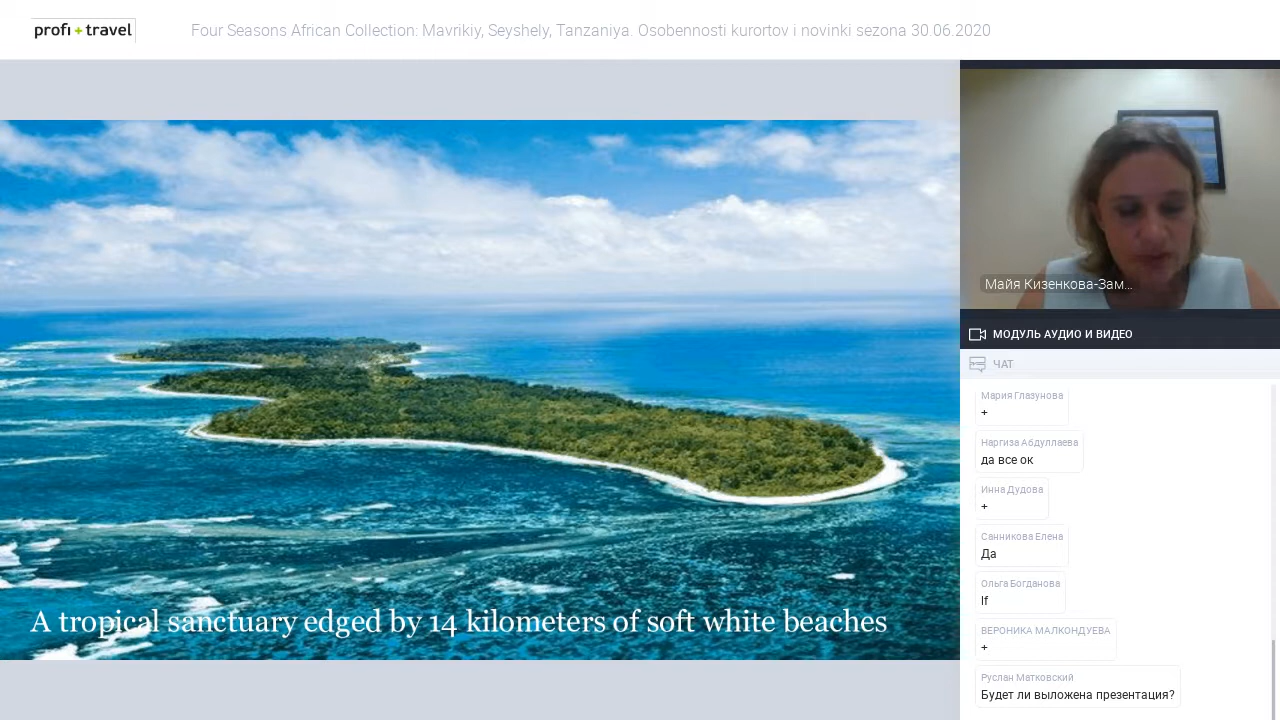 profi + travel
Four Seasons African Collection: Mavrikiy, Seyshely, Tanzaniya. Osobennosti kurortov i novinki sezona 30.06.2020
Майя Кизенкова-Зам...
МОДУЛЬ АУДИО И ВИДЕО
ЧАТ
Мария Глазунова
+
Наргиза Абдуллаева
да все ок
Инна Дудова
+
Санникова Елена
Да
Ольга Богданова
lf
ВЕРОНИКА МАЛКОНДУЕВА
+
Руслан Матковский
Будет ли выложена презентация?
A tropical sanctuary edged by 14 kilometers of soft white beaches